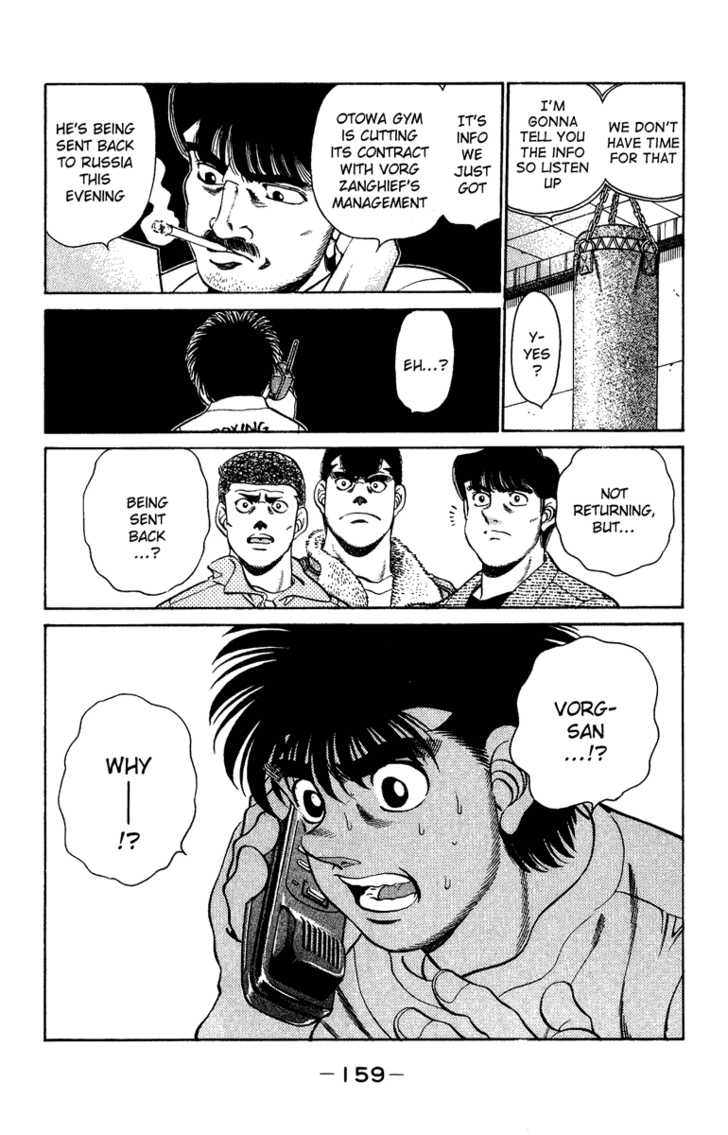 WE DON'T
HAVE TIME
FOR THAT
I'M
GONNA
TELL YOU
THE INFO
SO LISTEN
UP
Y-
YES
?
IT'S
INFO
WE
JUST
GOT
OTOWA GYM
IS CUTTING
ITS CONTRACT
WITH VORG
ZANGHIEF'S
MANAGEMENT
HE'S BEING
SENT BACK
TO RUSSIA
THIS
EVENING
EH...?
NOT
RETURNING,
BUT...
BEING
SENT
BACK
...?
VORG-
SAN
...!?
WHY
—
!?
– 159 –